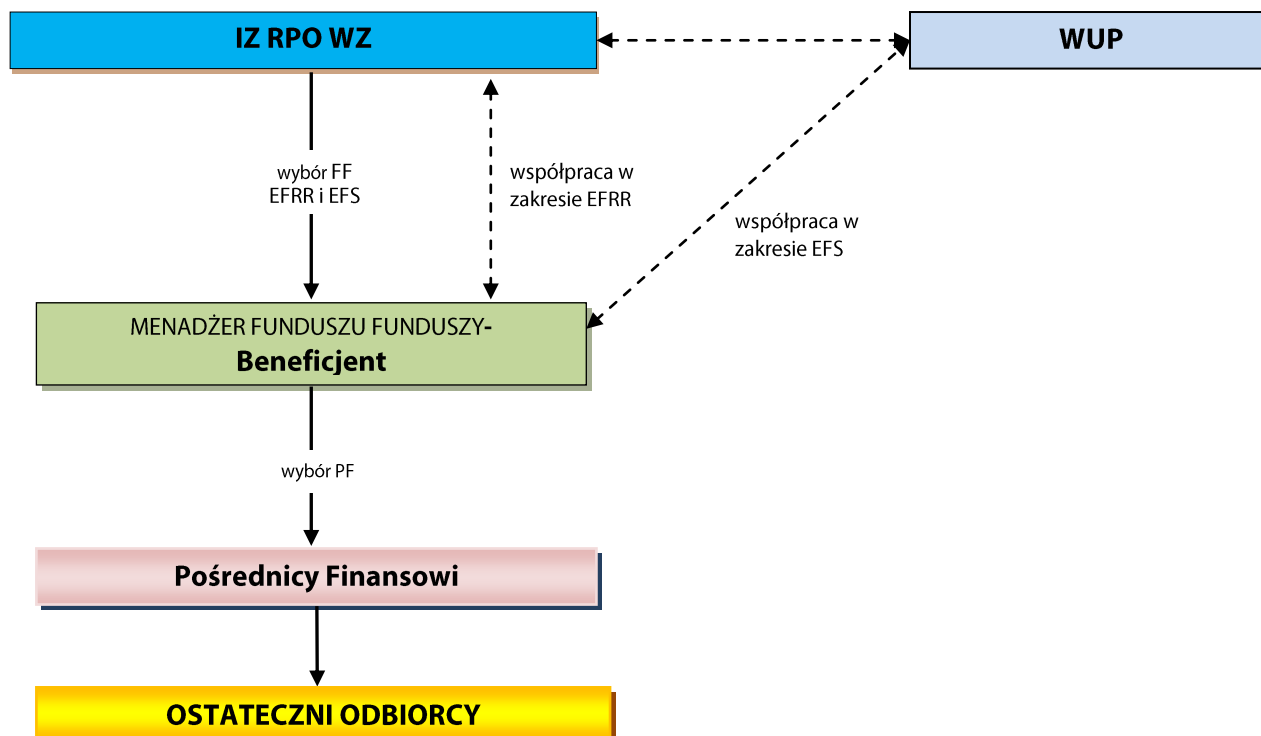 IZ RPO WZ
WUP
wybór FF
EFRR i EFS
współpraca w
zakresie EFRR
współpraca w
zakresie EFS
MENADŻER FUNDUSZU FUNDUSZY-
Beneficjent
wybór PF
Pośrednicy Finansowi
OSTATECZNI ODBIORCY